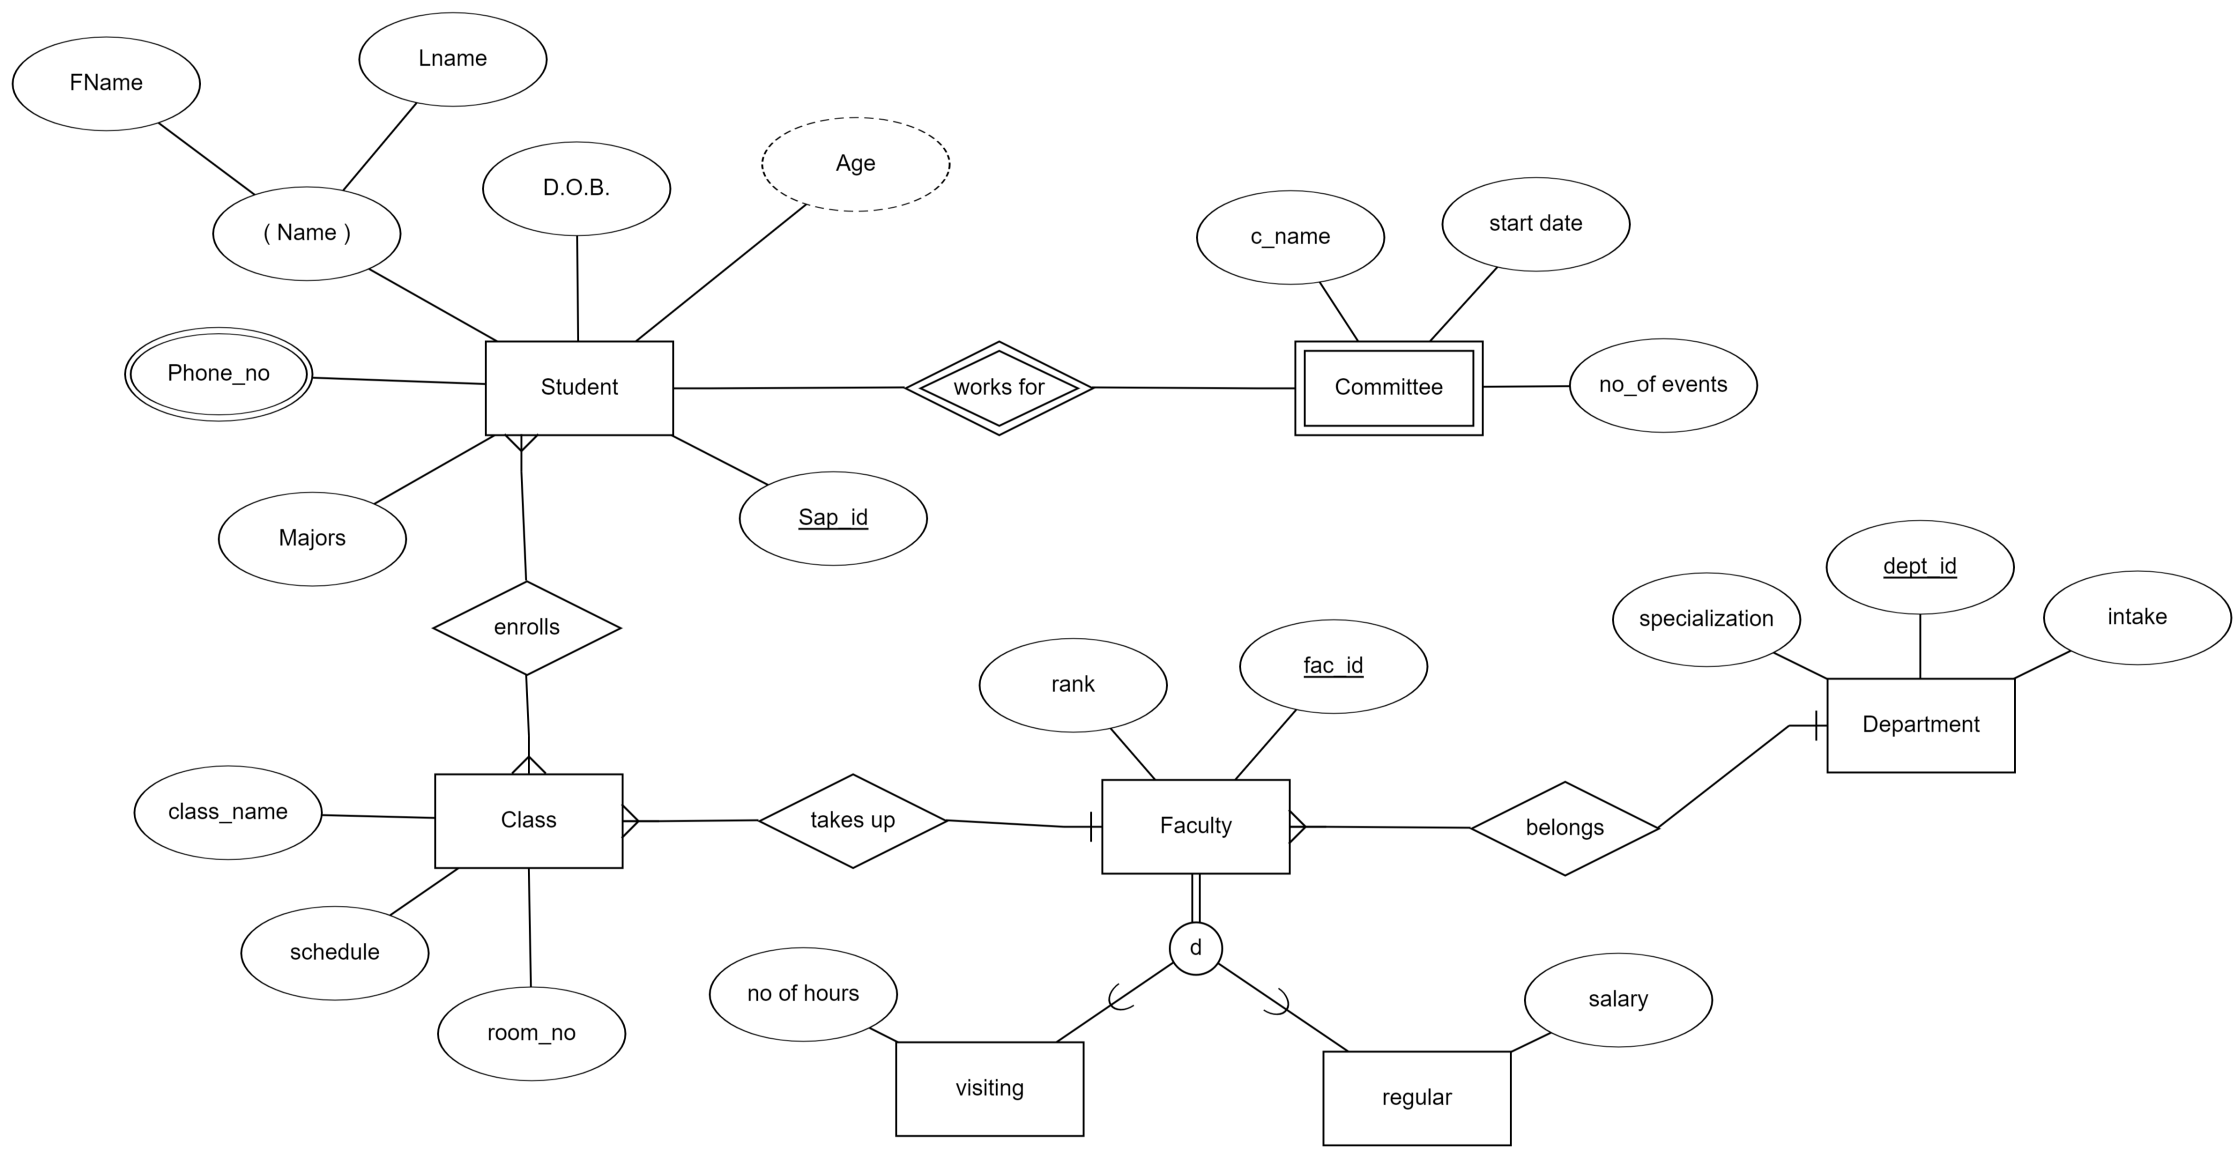 Lname
FName
Age
D.O.B.
start date
( Name )
c_name
Phone_no
Student
works for
Committee
no_of events
Sap_id
Majors
dept_id
specialization
intake
enrolls
fac_id
rank
Department
class_name
Class
takes up
Faculty
belongs
d
schedule
no of hours
salary
room_no
visiting
regular